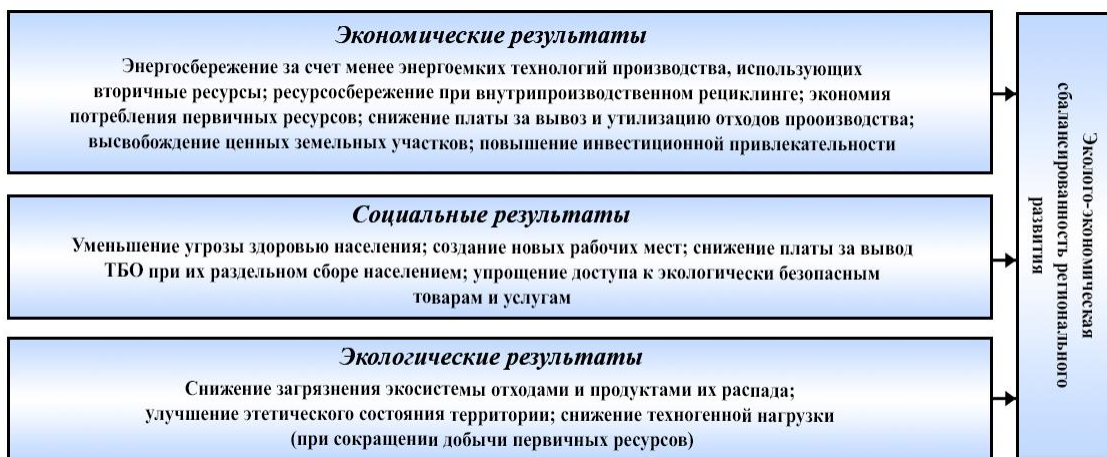 Экономические результаты
Энергосбережение за счет менее энергоемких технологий производства, использующих
вторичные ресурсы; ресурсосбережение при внутрипроизводственном рециклинге; экономия
потребления первичных ресурсов; снижение платы за вывоз и утилизацию отходов прооизводства;
высвобождение ценных земельных участков; повышение инвестиционной привлекательности
Социальные результаты
Уменьшение угрозы здоровью населения; создание новых рабочих мест; снижение платы за вывод
ТБО при их раздельном сборе населением; упрощение доступа к экологически безопасным
товарам и услугам
Экологические результаты
Снижение загрязнения экосистемы отходами и продуктами их распада;
улучшение этетического состояния территории; снижение техногенной нагрузки
(при сокращении добычи первичных ресурсов)
Эколого-экономическая
сбалансированность регионального
развития